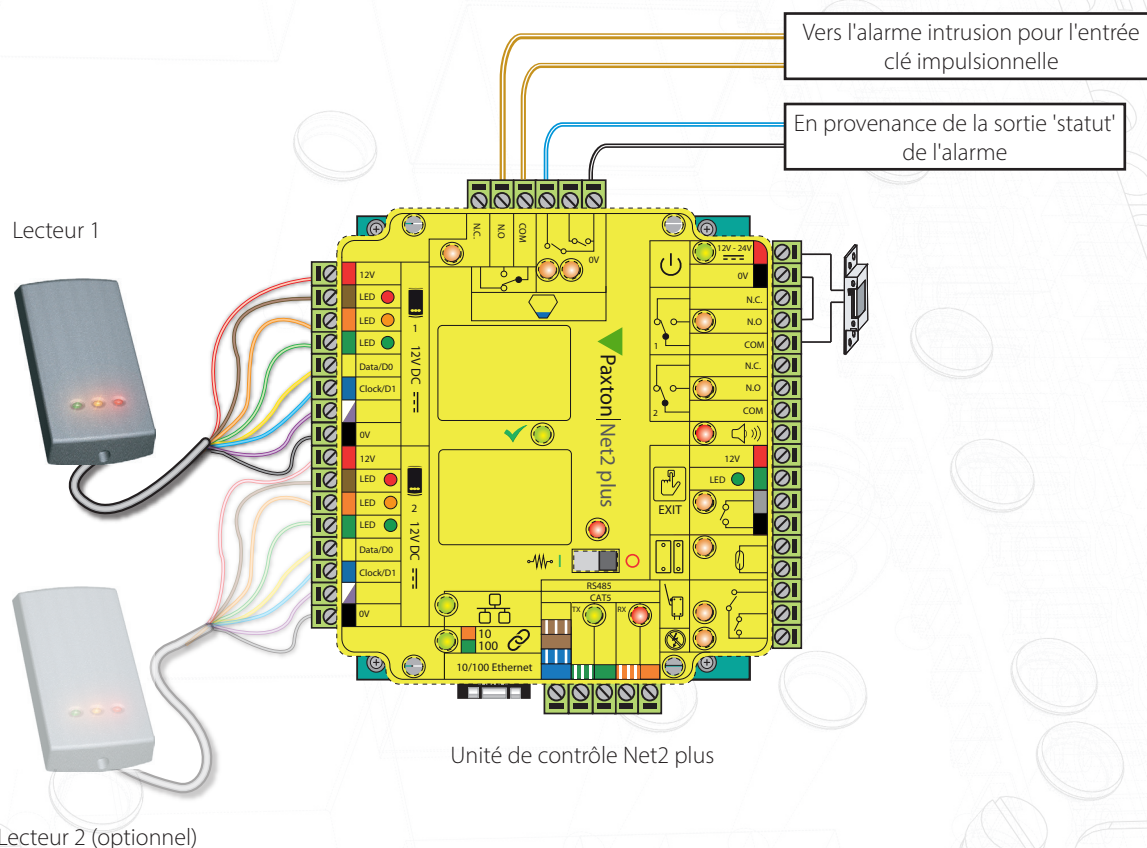 Vers l'alarme intrusion pour l'entrée
clé impulsionnelle
En provenance de la sortie 'statut'
de l'alarme
Lecteur 1
N.C.
N.O
COM
0V
12V
LED
LED
LED
Data/D0
Clock/D1
0V
1
12V DC
12V
LED
LED
LED
Data/D0
Clock/D1
0V
2
12V DC
Paxton Net2 plus
12V - 24V
0V
N.C.
N.O
COM
1
N.C.
N.O
COM
2
12V
LED
EXIT
I
O
RS485
CAT5
TX
RX
10
100
10/100 Ethernet
Unité de contrôle Net2 plus
Lecteur 2 (optionnel)